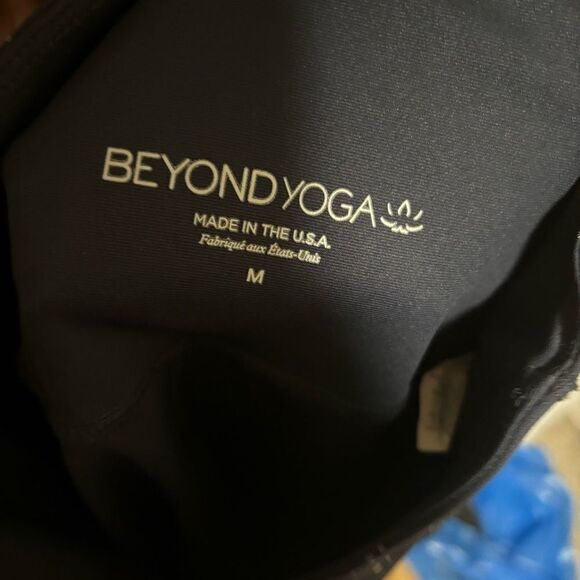 BEYOND YOGA
MADE IN THE U.S.A.
Fabriqué aux États-Unis
M